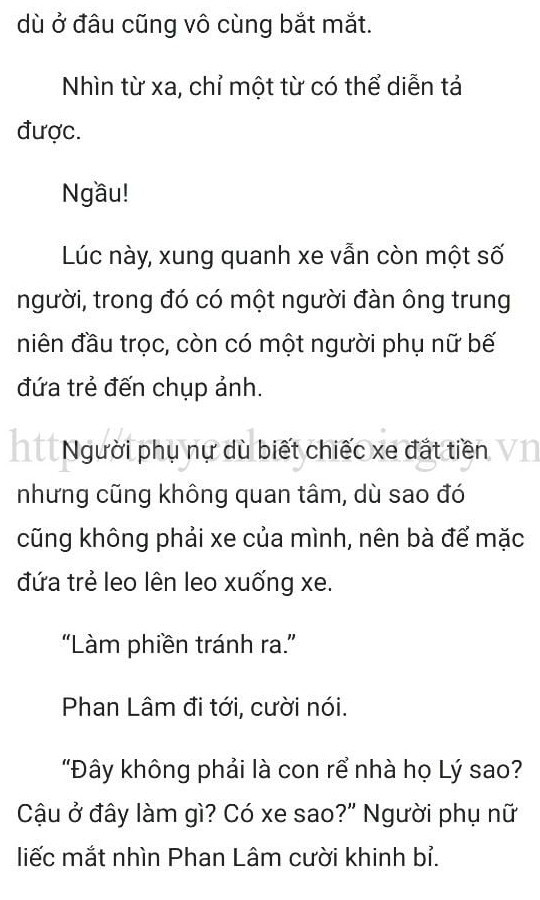 dù ở đâu cũng vô cùng bắt mắt.
Nhìn từ xa, chỉ một từ có thể diễn tả
được.
Ngầu!
Lúc này, xung quanh xe vẫn còn một số
người, trong đó có một người đàn ông trung
niên đầu trọc, còn có một người phụ nữ bế
đứa trẻ đến chụp ảnh.
http://truyenhaymoingay.vn
Người phụ nự dù biết chiếc xe đắt tiền
nhưng cũng không quan tâm, dù sao đó
cũng không phải xe của mình, nên bà để mặc
đứa trẻ leo lên leo xuống xe.
“Làm phiền tránh ra.”
Phan Lâm đi tới, cười nói.
“Đây không phải là con rể nhà họ Lý sao?
Cậu ở đây làm gì? Có xe sao?” Người phụ nữ
liếc mắt nhìn Phan Lâm cười khinh bỉ.